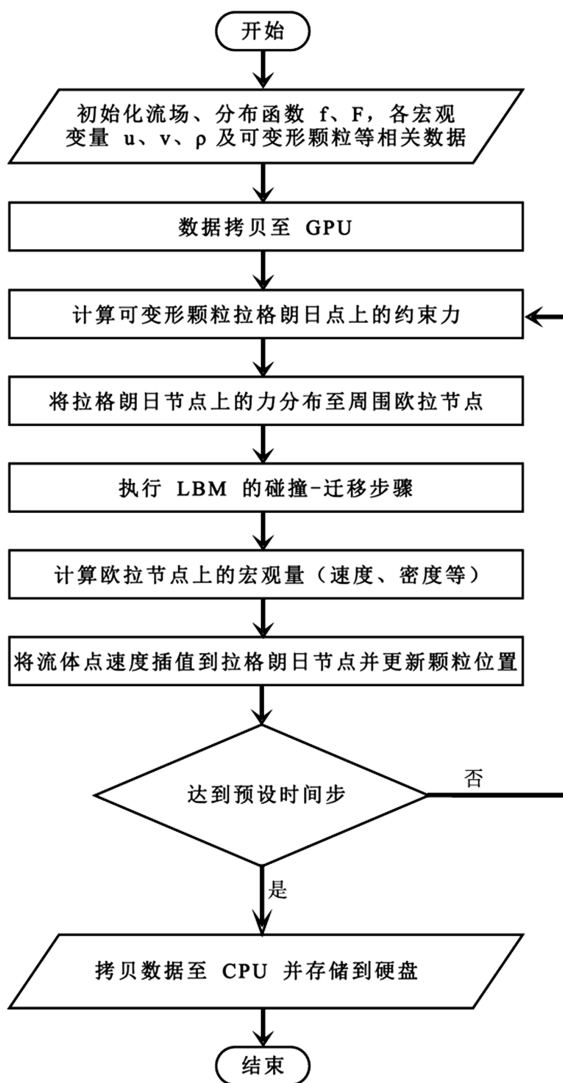 开始
初始化流场、分布函数 f、F，各宏观
变量 u、v、ρ 及可变形颗粒等相关数据
数据拷贝至 GPU
计算可变形颗粒拉格朗日点上的约束力
将拉格朗日节点上的力分布至周围欧拉节点
执行 LBM 的碰撞-迁移步骤
计算欧拉节点上的宏观量（速度、密度等）
将流体点速度插值到拉格朗日节点并更新颗粒位置
达到预设时间步
否
是
拷贝数据至 CPU 并存储到硬盘
结束